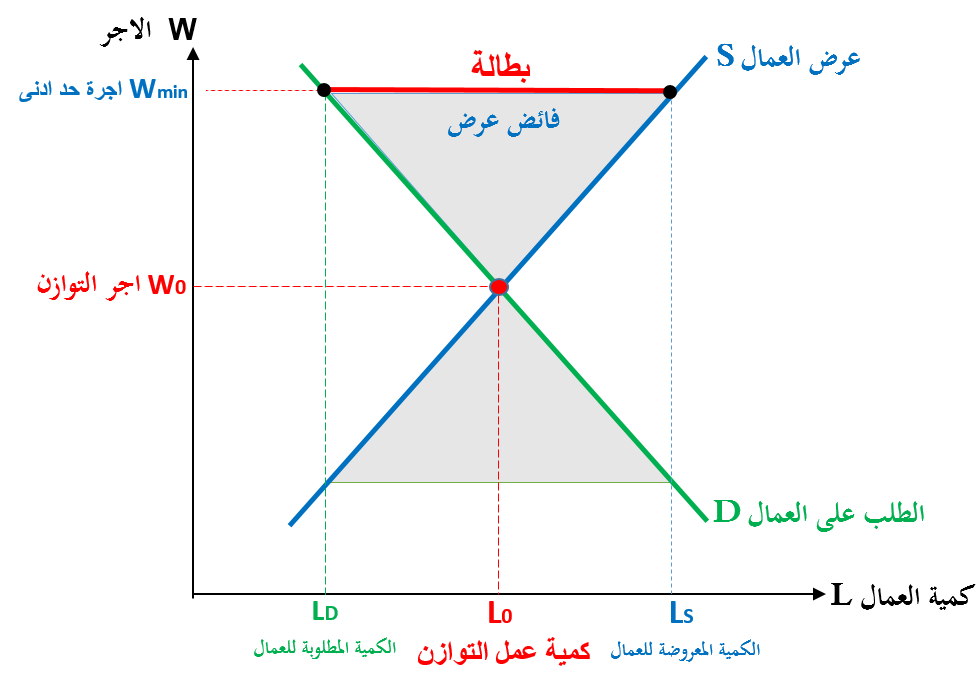 W الاجر
بطالة
عرض العمال S
Wmin اجرة حد ادنى
فائض عرض
W0 اجر التوازن
الطلب على العمال D
كمية العمال L
LD
L0
LS
الكمية المطلوبة للعمال
كمية عمل التوازن
الكمية المعروضة للعمال